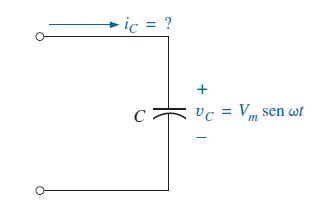 i_C = ?
+
C
v_C = V_m sen ωt
−